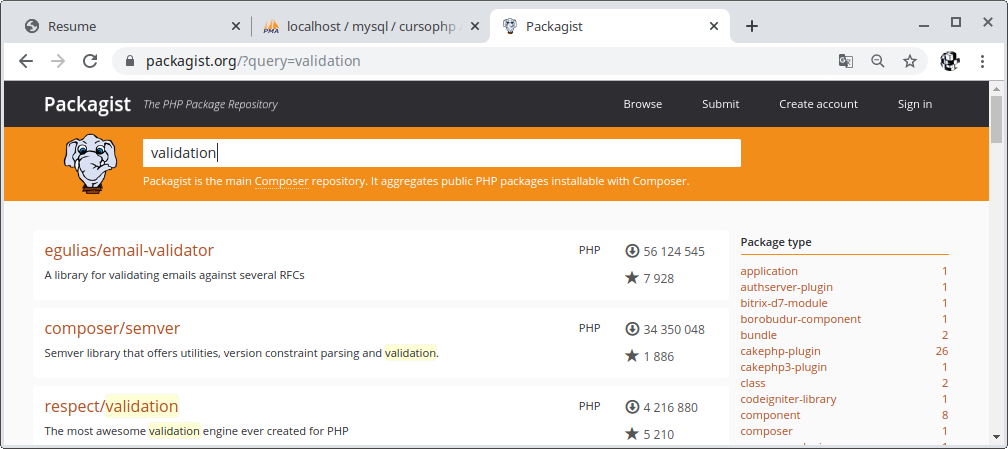 Resume
localhost / mysql / cursophp
Packagist
packagist.org/?query=validation
Packagist The PHP Package Repository Browse Submit Create account Sign in
validation
Packagist is the main Composer repository. It aggregates public PHP packages installable with Composer.
egulias/email-validator PHP 56 124 545
A library for validating emails against several RFCs 7 928
composer/semver PHP 34 350 048
Semver library that offers utilities, version constraint parsing and validation. 1 886
respect/validation PHP 4 216 880
The most awesome validation engine ever created for PHP 5 210
Package type
application 1
authserver-plugin 1
bitrix-d7-module 1
borobudur-component 1
bundle 2
cakephp-plugin 26
cakephp3-plugin 1
class 2
codeigniter-library 1
component 8
composer 1